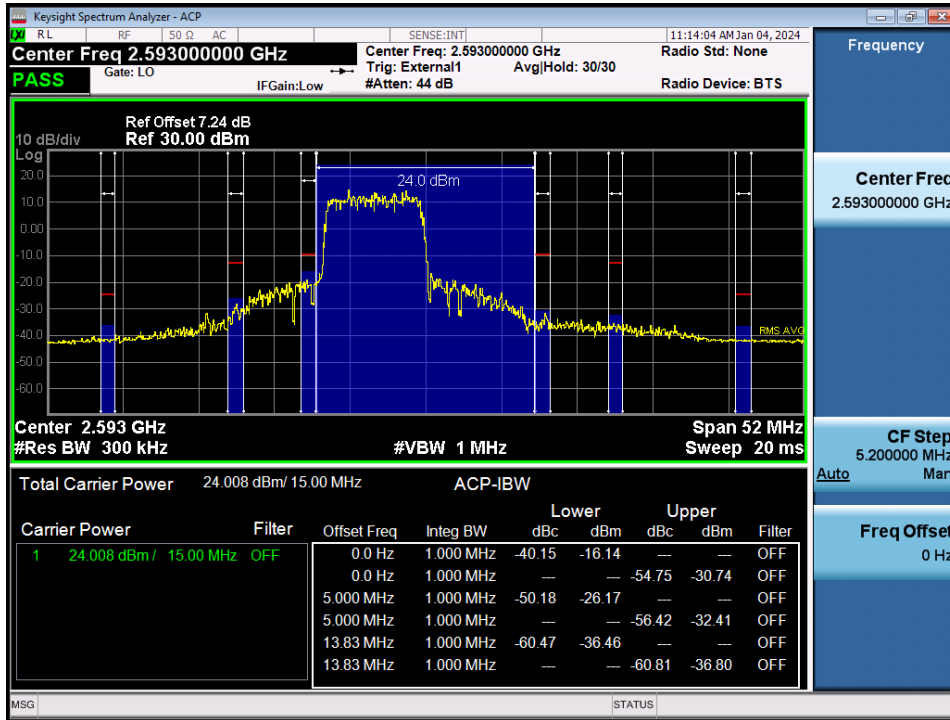 Keysight Spectrum Analyzer - ACP
LXI RL RF 50 Ω AC SENSE:INT 11:14:04 AM Jan 04, 2024
Center Freq 2.593000000 GHz Center Freq: 2.593000000 GHz Radio Std: None
Gate: LO Trig: External1 Avg|Hold: 30/30
PASS IFGain:Low #Atten: 44 dB Radio Device: BTS
Ref Offset 7.24 dB
10 dB/div Ref 30.00 dBm
Log
20.0
24.0 dBm
10.0
0.00
-10.0
-20.0
-30.0
-40.0
RMS AVG
-50.0
-60.0
Center 2.593 GHz Span 52 MHz
#Res BW 300 kHz #VBW 1 MHz Sweep 20 ms
Total Carrier Power 24.008 dBm/ 15.00 MHz ACP-IBW
Lower Upper
Carrier Power Filter Offset Freq Integ BW dBc dBm dBc dBm Filter
1 24.008 dBm / 15.00 MHz OFF 0.0 Hz 1.000 MHz -40.15 -16.14 --- --- OFF
0.0 Hz 1.000 MHz --- --- -54.75 -30.74 OFF
5.000 MHz 1.000 MHz -50.18 -26.17 --- --- OFF
5.000 MHz 1.000 MHz --- --- -56.42 -32.41 OFF
13.83 MHz 1.000 MHz -60.47 -36.46 --- --- OFF
13.83 MHz 1.000 MHz --- --- -60.81 -36.80 OFF
MSG STATUS
Frequency
Center Freq
2.593000000 GHz
CF Step
5.200000 MHz
Auto Man
Freq Offset
0 Hz